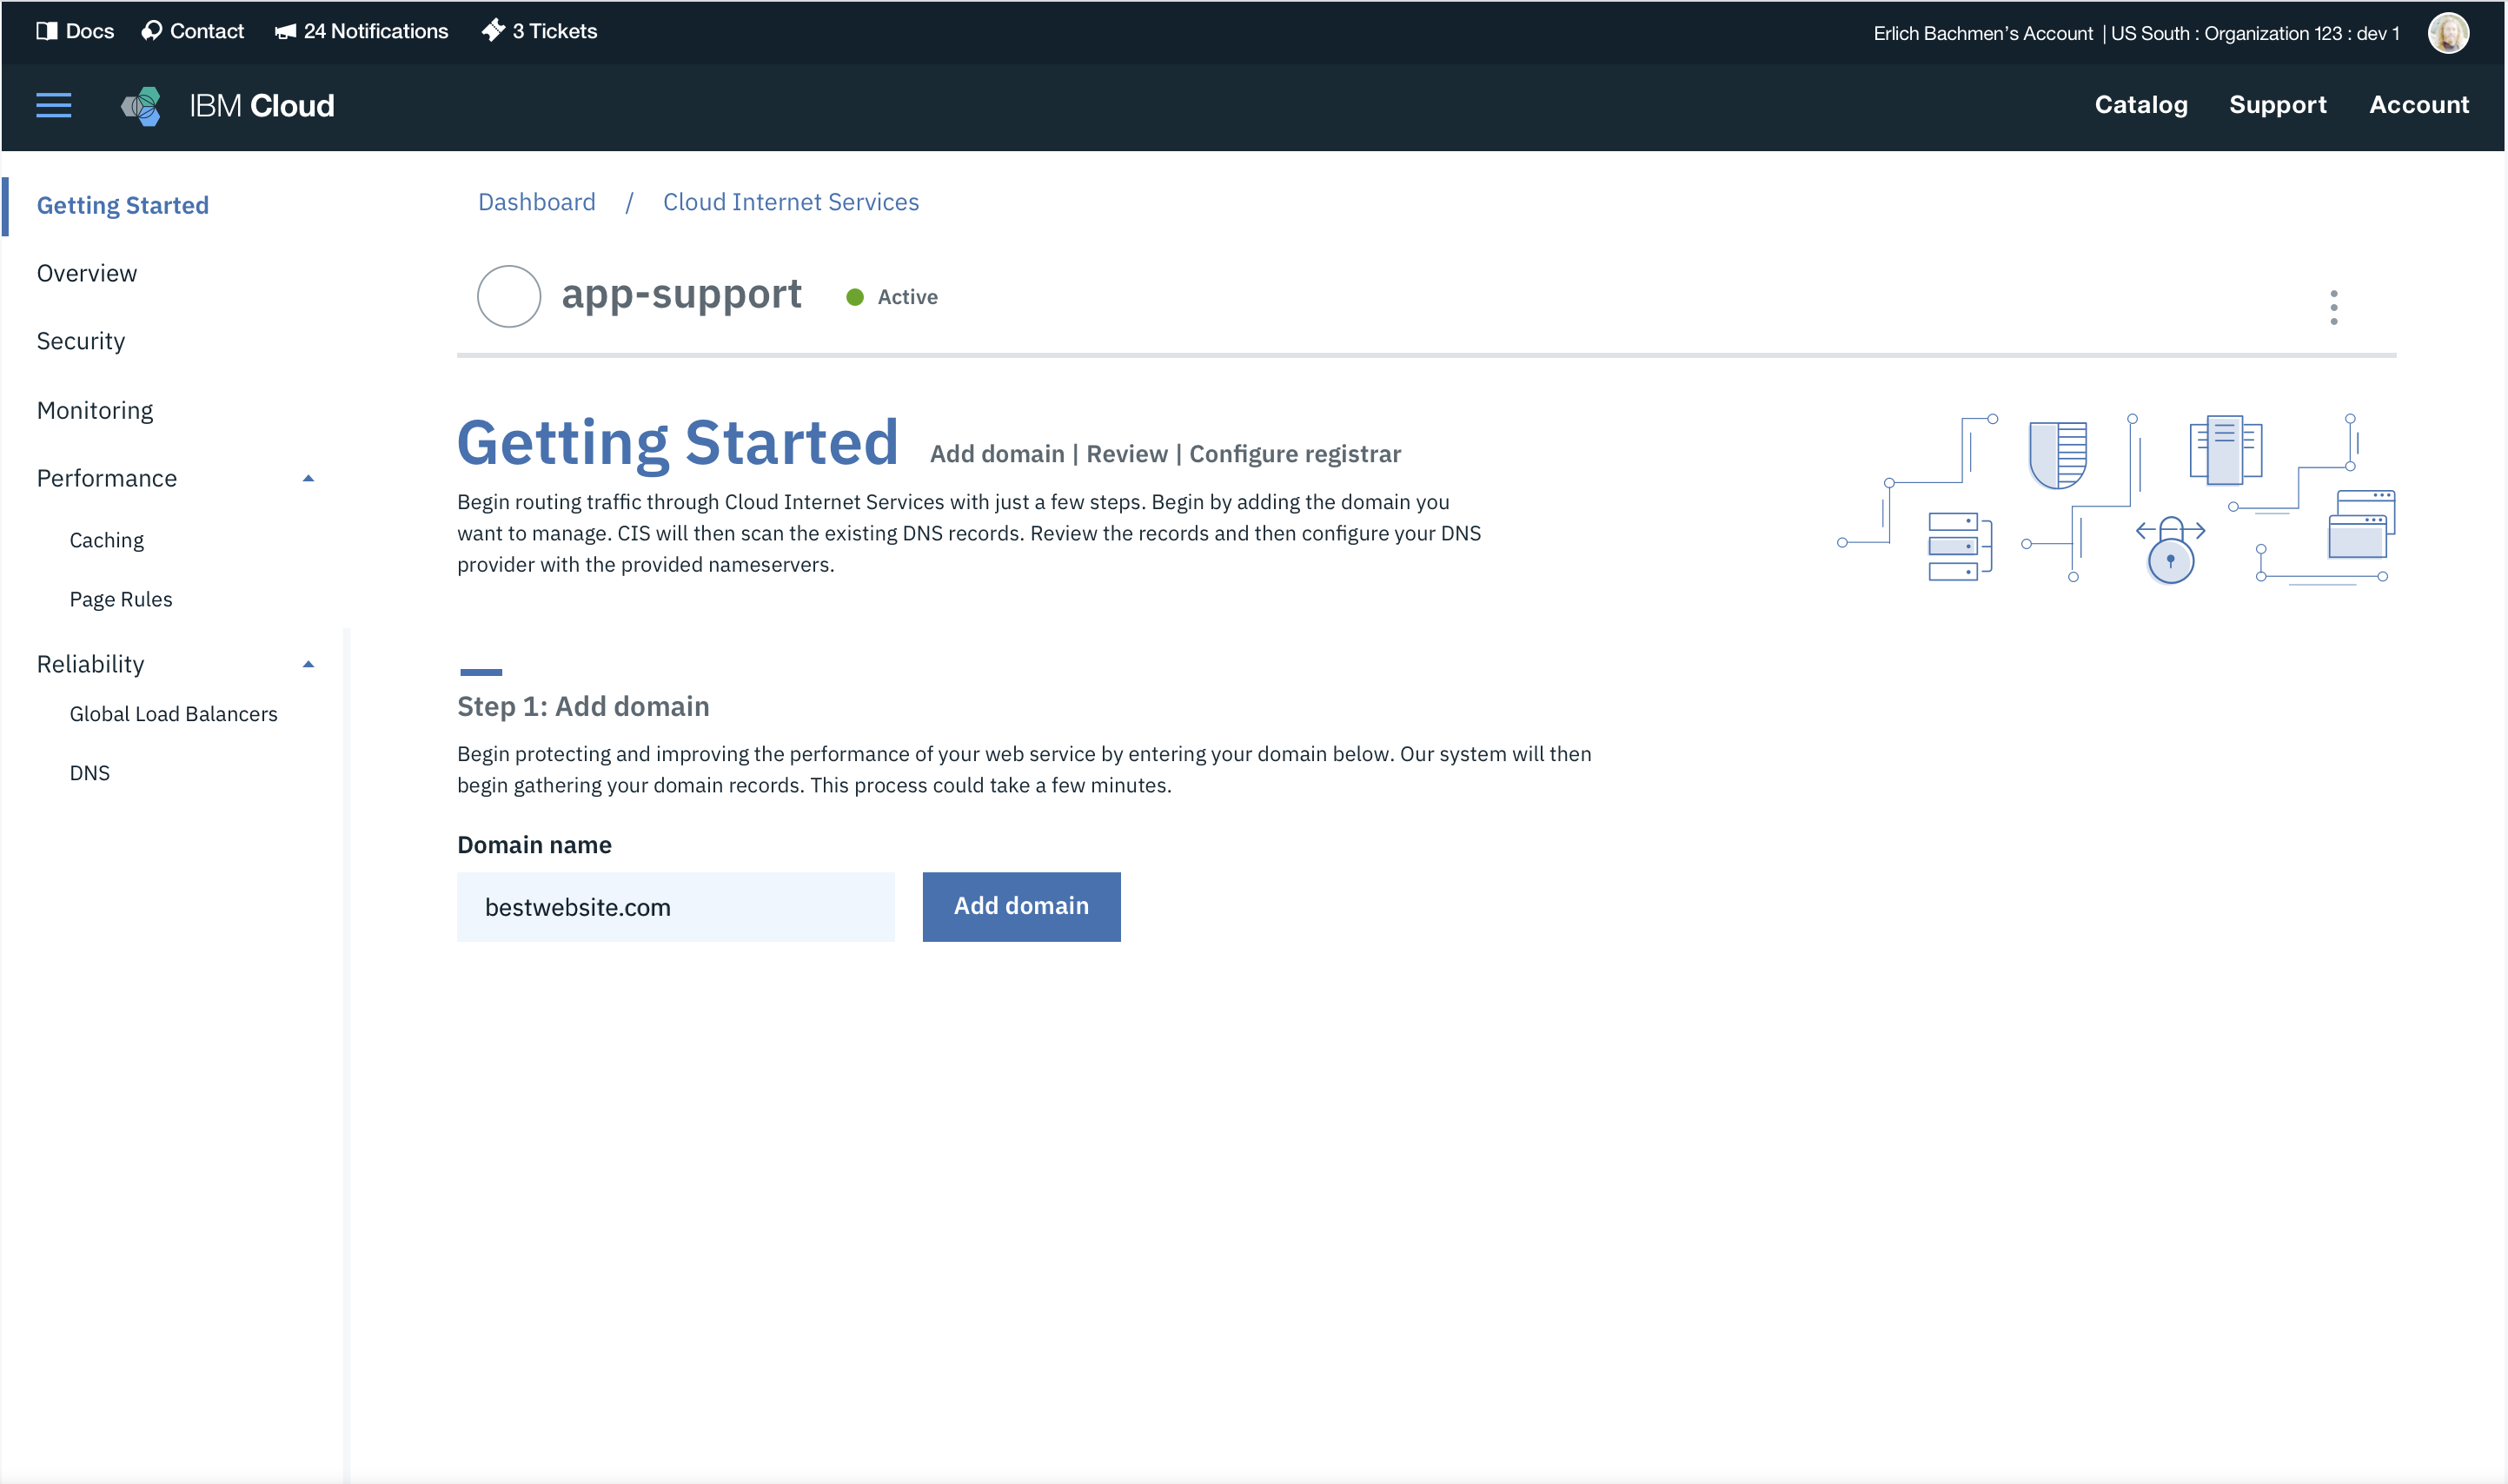 Docs Contact 24 Notifications 3 Tickets
Erlich Bachmen’s Account | US South : Organization 123 : dev 1
IBM Cloud
Catalog Support Account
Getting Started
Overview
Security
Monitoring
Performance
Caching
Page Rules
Reliability
Global Load Balancers
DNS
Dashboard / Cloud Internet Services
app-support Active
Getting Started Add domain | Review | Configure registrar
Begin routing traffic through Cloud Internet Services with just a few steps. Begin by adding the domain you
want to manage. CIS will then scan the existing DNS records. Review the records and then configure your DNS
provider with the provided nameservers.
Step 1: Add domain
Begin protecting and improving the performance of your web service by entering your domain below. Our system will then
begin gathering your domain records. This process could take a few minutes.
Domain name
bestwebsite.com Add domain